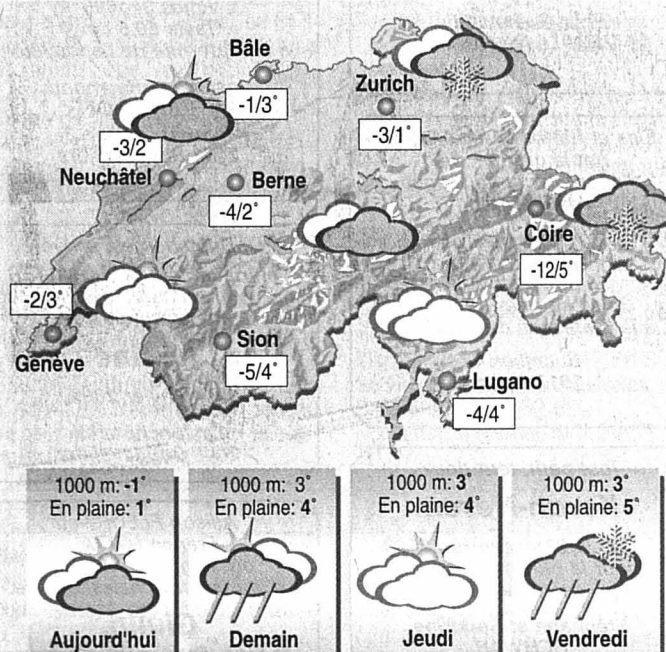 Bâle
-1/3°
Zurich
-3/1°
-3/2°
Neuchâtel
Berne
-4/2°
Coire
-12/5°
-2/3°
Genève
Sion
-5/4°
Lugano
-4/4°
1000 m: -1°
En plaine: 1°
Aujourd'hui
1000 m: 3°
En plaine: 4°
Demain
1000 m: 3°
En plaine: 4°
Jeudi
1000 m: 3°
En plaine: 5°
Vendredi